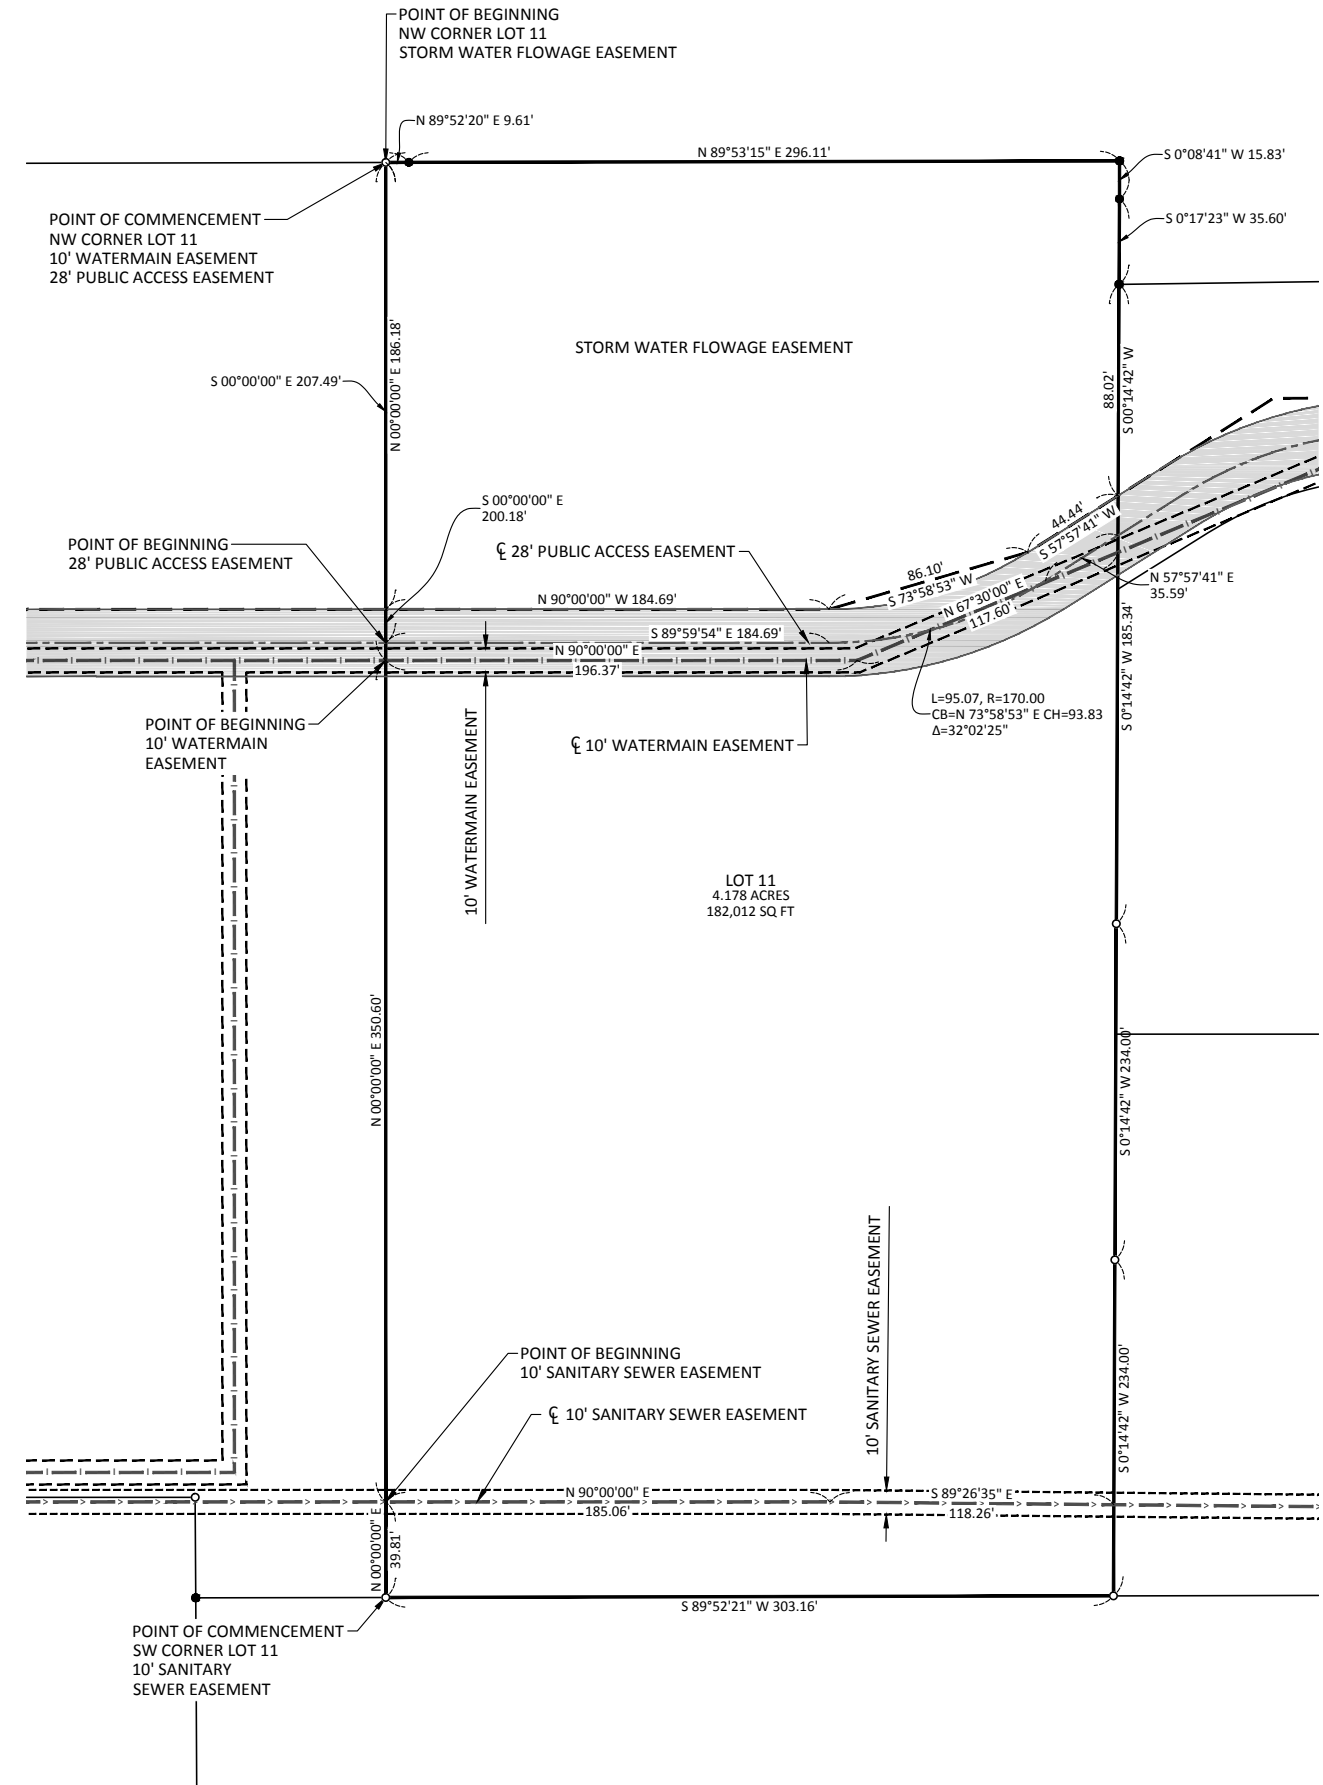 POINT OF BEGINNING
NW CORNER LOT 11
STORM WATER FLOWAGE EASEMENT
N 89°52'20" E 9.61'
N 89°53'15" E 296.11'
S 0°08'41" W 15.83'
POINT OF COMMENCEMENT
NW CORNER LOT 11
10' WATERMAIN EASEMENT
28' PUBLIC ACCESS EASEMENT
S 0°17'23" W 35.60'
STORM WATER FLOWAGE EASEMENT
S 00°00'00" E 207.49'
N 00°00'00" E 186.18'
88.02'
S 00°14'42" W
S 00°00'00" E
200.18'
POINT OF BEGINNING
28' PUBLIC ACCESS EASEMENT
℄ 28' PUBLIC ACCESS EASEMENT
44.44'
S 57°57'41" W
86.10'
S 73°58'53" W
N 67°30'00" E
117.60'
N 57°57'41" E
35.59'
N 90°00'00" W 184.69'
S 89°59'54" E 184.69'
N 90°00'00" E
196.37'
S 0°14'42" W 185.34'
L=95.07, R=170.00
CB=N 73°58'53" E CH=93.83
Δ=32°02'25"
POINT OF BEGINNING
10' WATERMAIN
EASEMENT
℄ 10' WATERMAIN EASEMENT
10' WATERMAIN EASEMENT
LOT 11
4.178 ACRES
182,012 SQ FT
N 00°00'00" E 350.60'
S 0°14'42" W 234.00'
10' SANITARY SEWER EASEMENT
POINT OF BEGINNING
10' SANITARY SEWER EASEMENT
℄ 10' SANITARY SEWER EASEMENT
S 0°14'42" W 234.00'
N 90°00'00" E
185.06'
S 89°26'35" E
118.26'
N 00°00'00" E
39.81'
S 89°52'21" W 303.16'
POINT OF COMMENCEMENT
SW CORNER LOT 11
10' SANITARY
SEWER EASEMENT